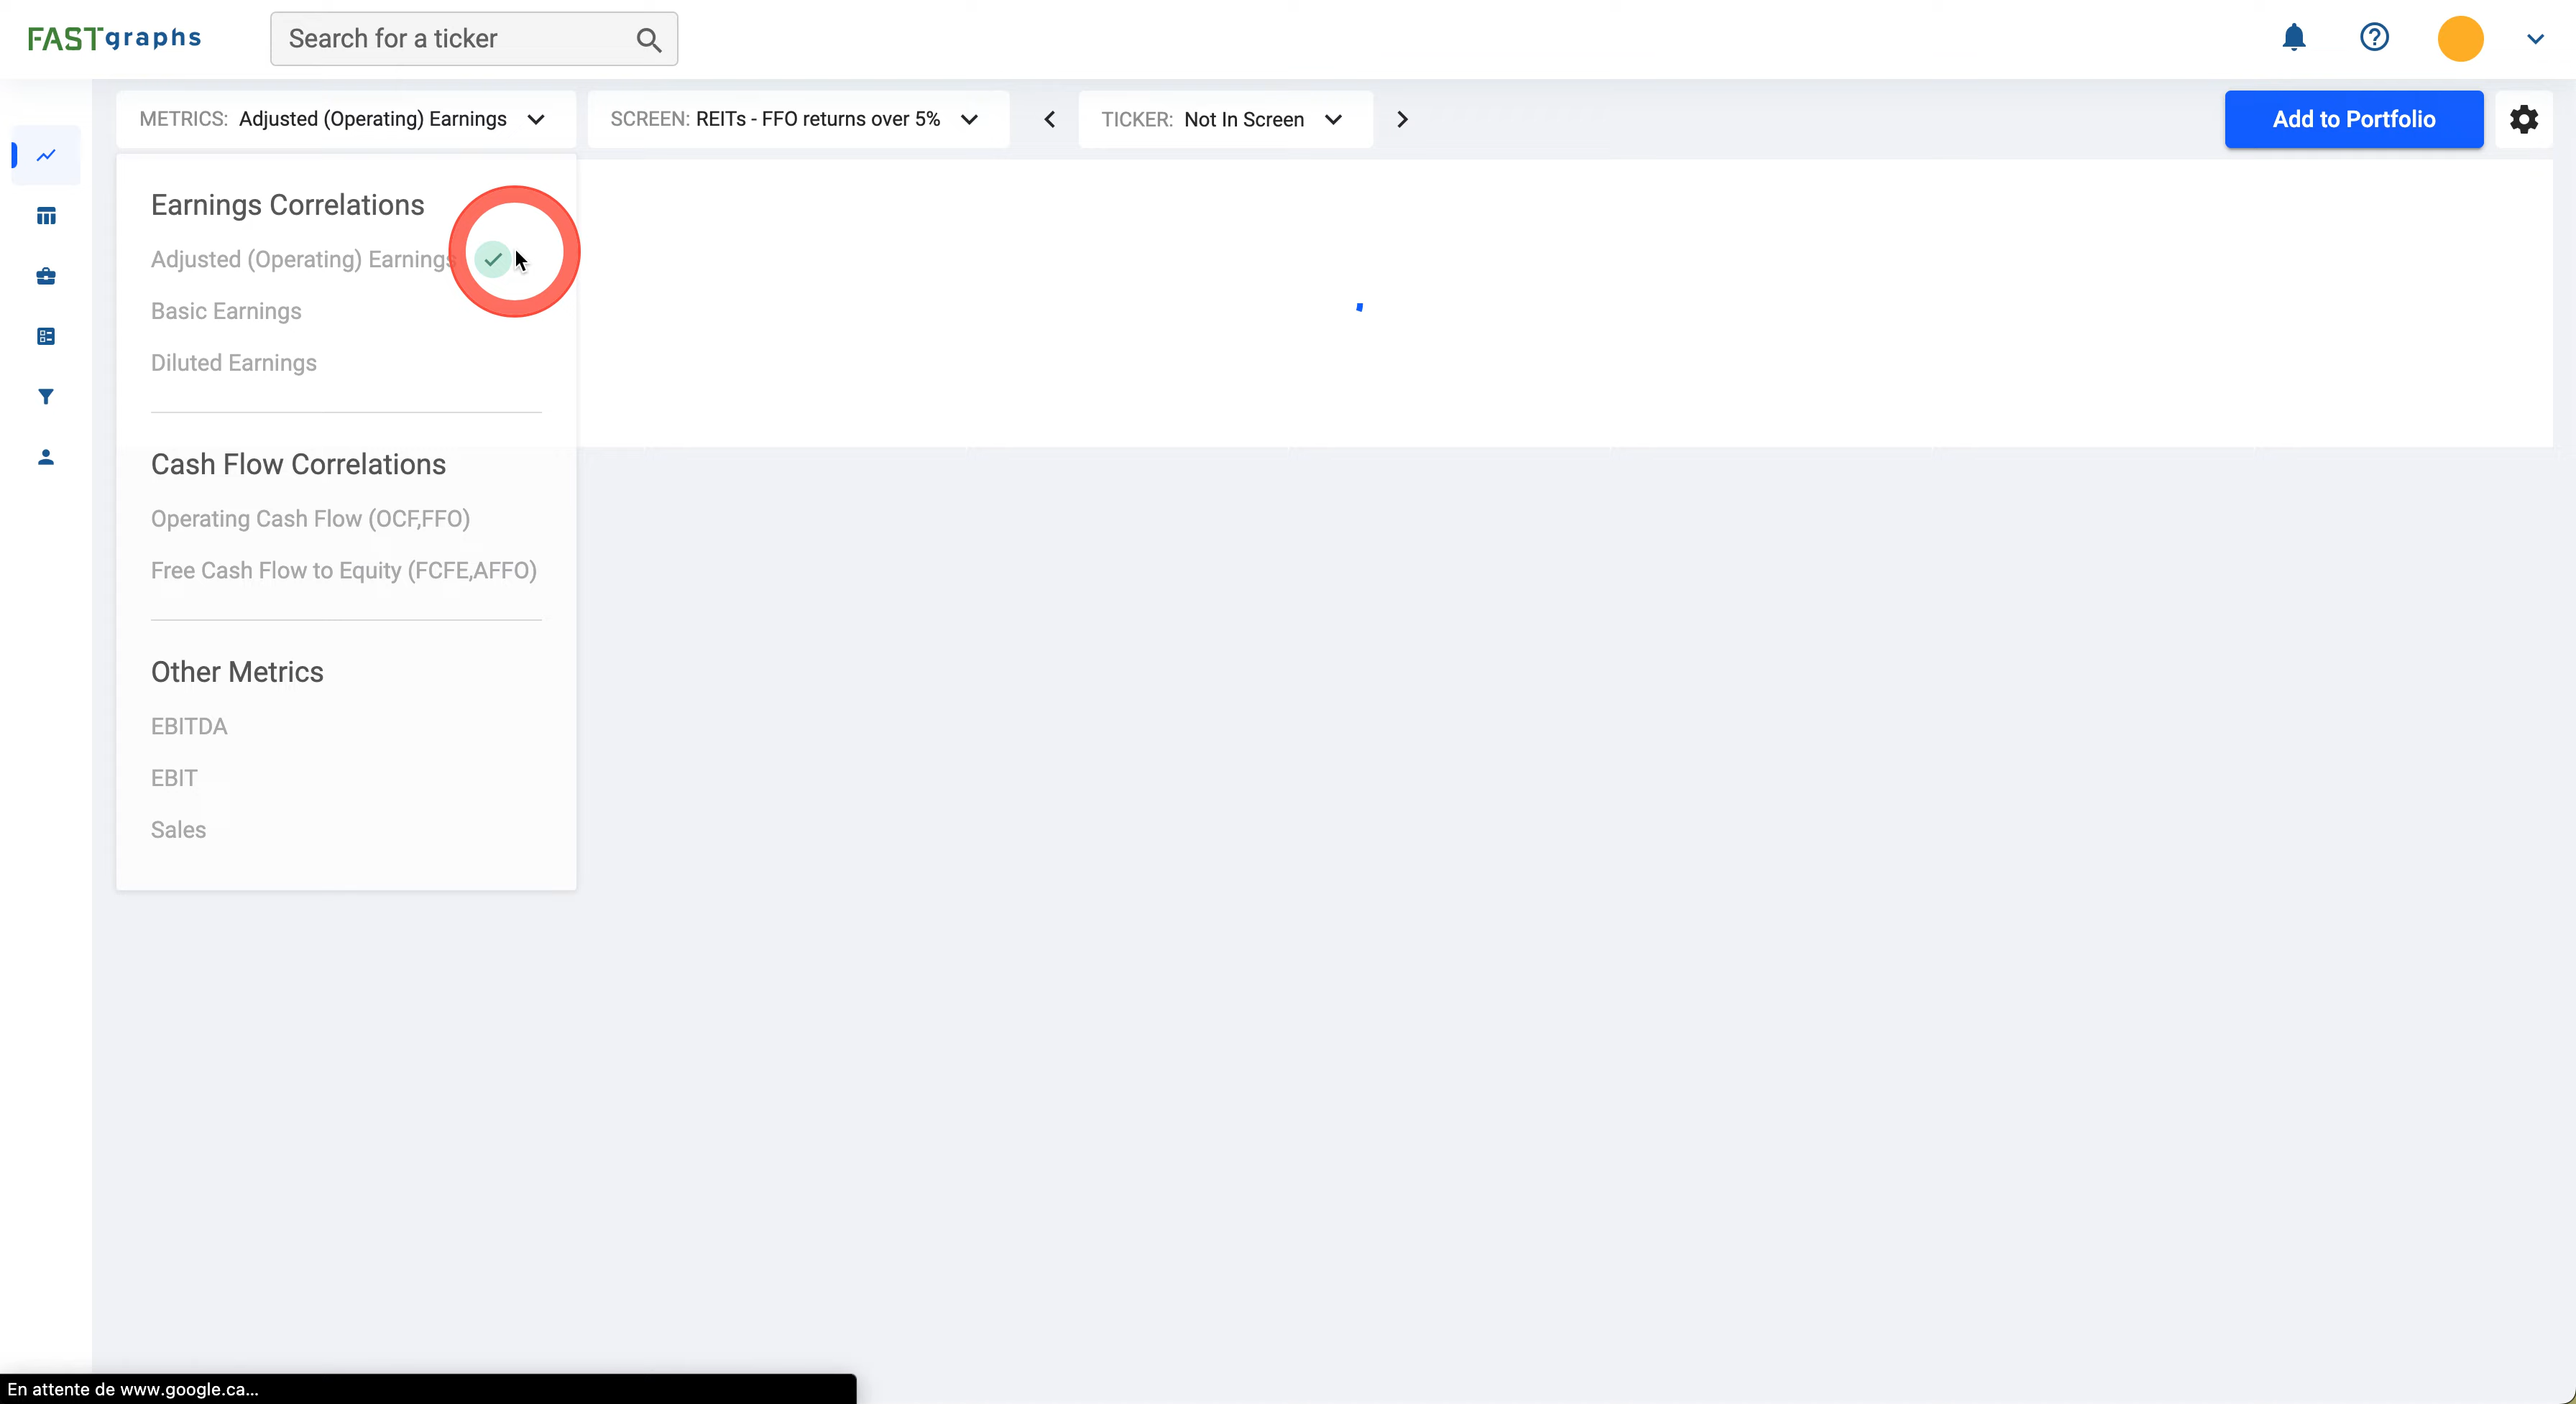 FASTgraphs
Search for a ticker
METRICS: Adjusted (Operating) Earnings
SCREEN: REITs - FFO returns over 5%
TICKER: Not In Screen
Add to Portfolio
Earnings Correlations
Adjusted (Operating) Earnings
Basic Earnings
Diluted Earnings
Cash Flow Correlations
Operating Cash Flow (OCF,FFO)
Free Cash Flow to Equity (FCFE,AFFO)
Other Metrics
EBITDA
EBIT
Sales
En attente de www.google.ca...